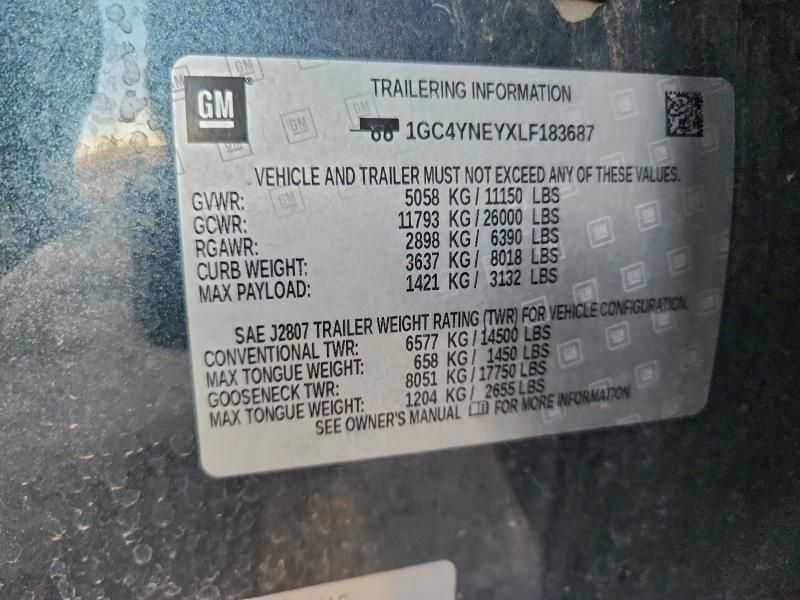 GM
TRAILERING INFORMATION
1GC4YNEYXLF183687
VEHICLE AND TRAILER MUST NOT EXCEED ANY OF THESE VALUES.
GVWR: 5058 KG / 11150 LBS
GCWR: 11793 KG / 26000 LBS
RGAWR: 2898 KG / 6390 LBS
CURB WEIGHT: 3637 KG / 8018 LBS
MAX PAYLOAD: 1421 KG / 3132 LBS
SAE J2807 TRAILER WEIGHT RATING (TWR) FOR VEHICLE CONFIGURATION.
CONVENTIONAL TWR: 6577 KG / 14500 LBS
MAX TONGUE WEIGHT: 658 KG / 1450 LBS
GOOSENECK TWR: 8051 KG / 17750 LBS
MAX TONGUE WEIGHT: 1204 KG / 2655 LBS
SEE OWNER'S MANUAL FOR MORE INFORMATION